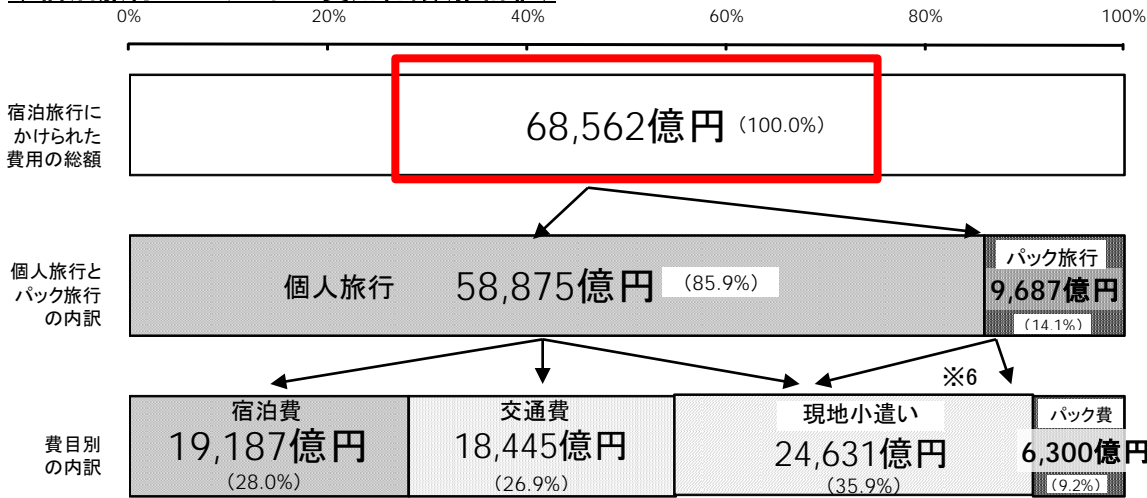 0%
20%
40%
60%
80%
100%
宿泊旅行に
かけられた
費用の総額
68,562億円 (100.0%)
個人旅行と
パック旅行
の内訳
個人旅行 58,875億円 (85.9%)
パック旅行
9,687億円
(14.1%)
※6
費目別
の内訳
宿泊費
19,187億円
(28.0%)
交通費
18,445億円
(26.9%)
現地小遣い
24,631億円
(35.9%)
パック費
6,300億円
(9.2%)